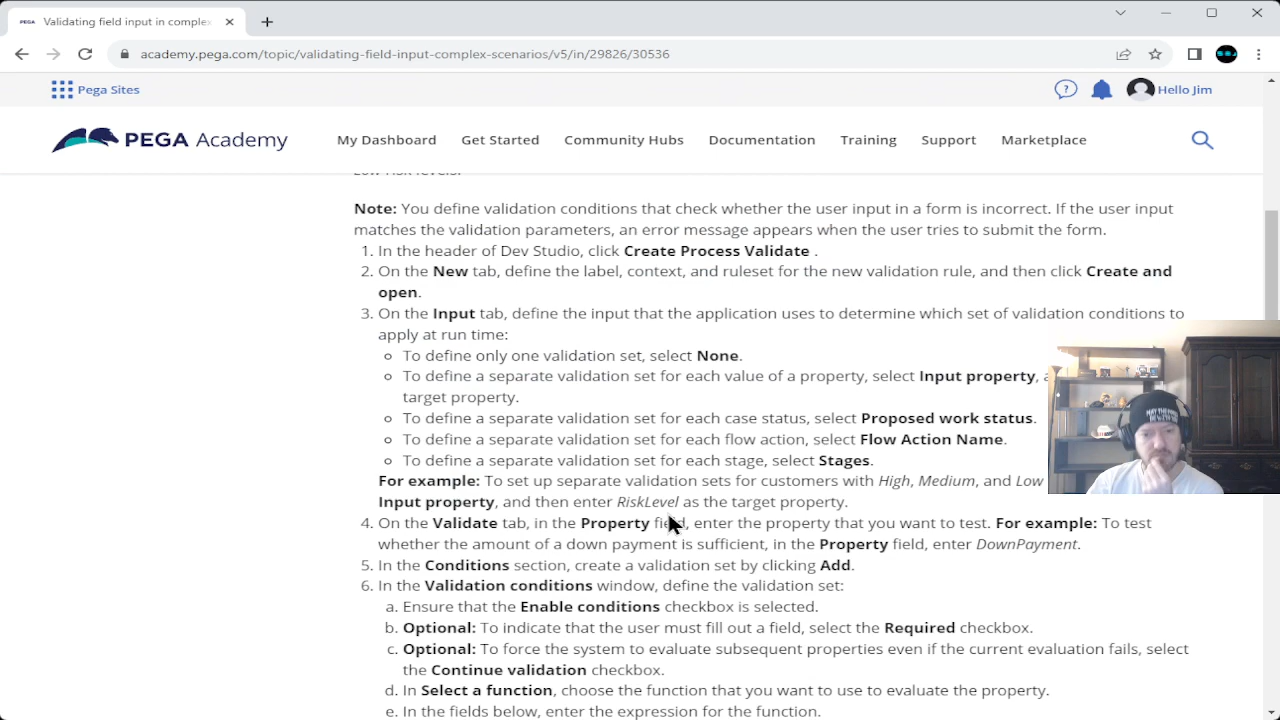 PEGA Validating field input in comple
academy.pega.com/topic/validating-field-input-complex-scenarios/v5/in/29826/30536
Pega Sites ? Hello Jim
PEGA Academy My Dashboard Get Started Community Hubs Documentation Training Support Marketplace
Low risk levels.
Note: You define validation conditions that check whether the user input in a form is incorrect. If the user input
matches the validation parameters, an error message appears when the user tries to submit the form.
1. In the header of Dev Studio, click Create Process Validate .
2. On the New tab, define the label, context, and ruleset for the new validation rule, and then click Create and
open.
3. On the Input tab, define the input that the application uses to determine which set of validation conditions to
apply at run time:
To define only one validation set, select None.
To define a separate validation set for each value of a property, select Input property,
target property.
To define a separate validation set for each case status, select Proposed work status.
To define a separate validation set for each flow action, select Flow Action Name.
To define a separate validation set for each stage, select Stages.
For example: To set up separate validation sets for customers with High, Medium, and Low
Input property, and then enter RiskLevel as the target property.
4. On the Validate tab, in the Property field, enter the property that you want to test. For example: To test
whether the amount of a down payment is sufficient, in the Property field, enter DownPayment.
5. In the Conditions section, create a validation set by clicking Add.
6. In the Validation conditions window, define the validation set:
a. Ensure that the Enable conditions checkbox is selected.
b. Optional: To indicate that the user must fill out a field, select the Required checkbox.
c. Optional: To force the system to evaluate subsequent properties even if the current evaluation fails, select
the Continue validation checkbox.
d. In Select a function, choose the function that you want to use to evaluate the property.
e. In the fields below, enter the expression for the function.